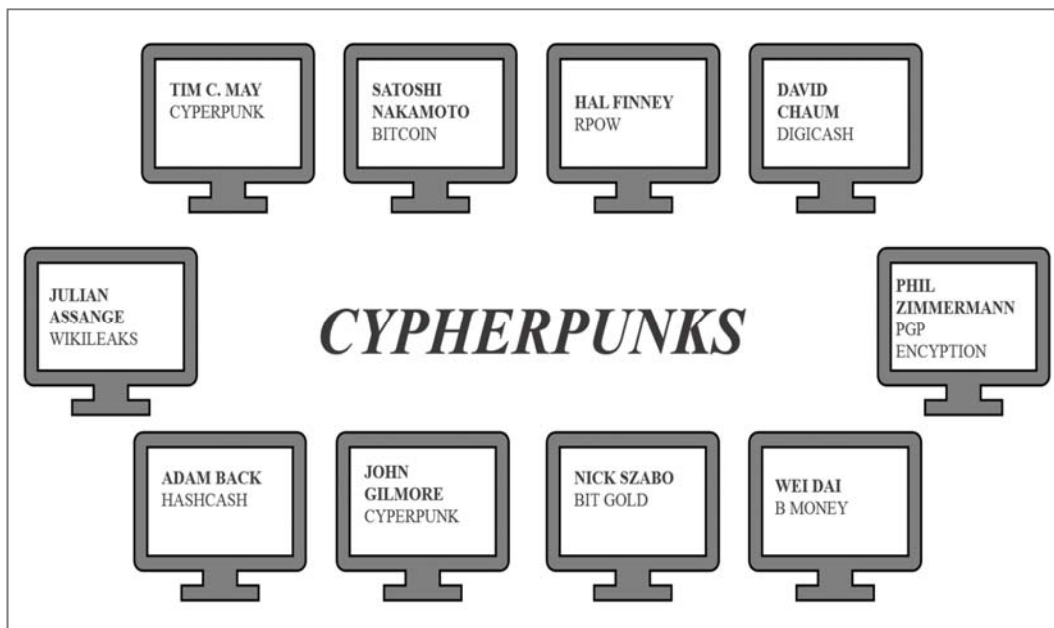 TIM C. MAY
CYPERPUNK
SATOSHI
NAKAMOTO
BITCOIN
HAL FINNEY
RPOW
DAVID
CHAUM
DIGICASH
JULIAN
ASSANGE
WIKILEAKS
CYPHERPUNKS
PHIL
ZIMMERMANN
PGP
ENCYPTION
ADAM BACK
HASHCASH
JOHN
GILMORE
CYPERPUNK
NICK SZABO
BIT GOLD
WEI DAI
B MONEY